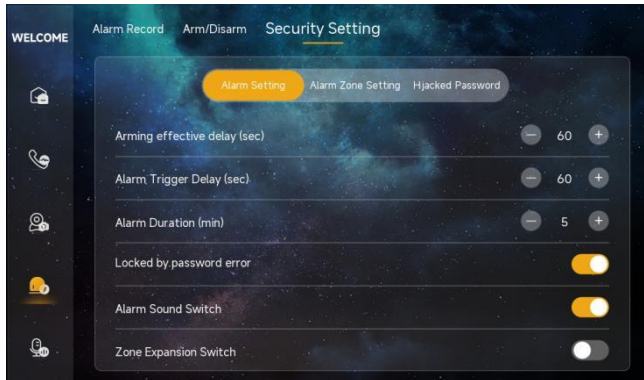 WELCOME
Alarm Record Arm/Disarm Security Setting
Alarm Setting Alarm Zone Setting Hjacked Password
Arming effective delay (sec) 60
Alarm Trigger Delay (sec) 60
Alarm Duration (min) 5
Locked by password error
Alarm Sound Switch
Zone Expansion Switch